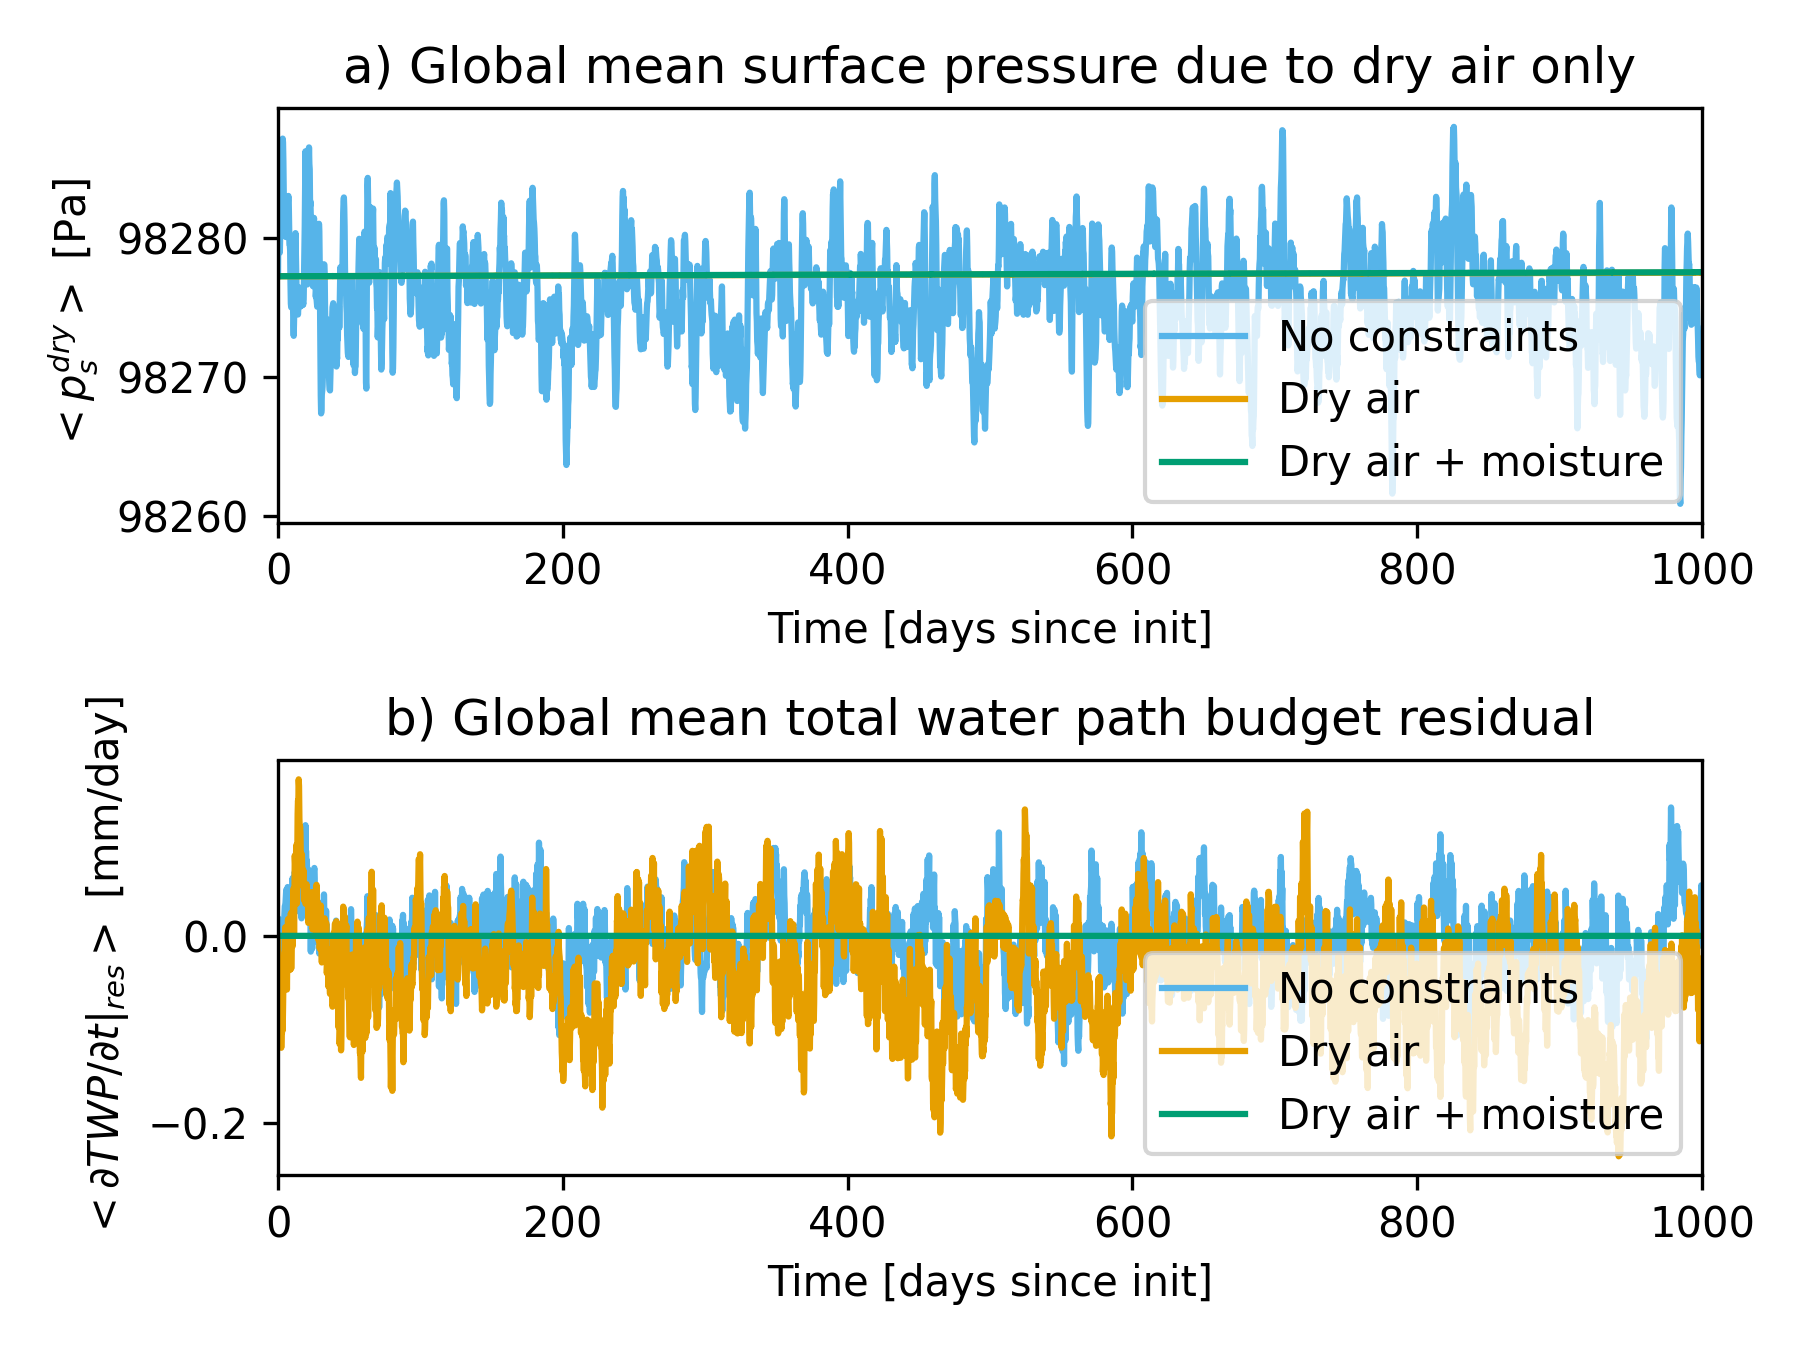 a) Global mean surface pressure due to dry air only
< p_s^{dry} > [Pa]
98280
98270
98260
No constraints
Dry air
Dry air + moisture
0 200 400 600 800 1000
Time [days since init]
b) Global mean total water path budget residual
< ∂TWP/∂t|_{res} > [mm/day]
0.0
−0.2
No constraints
Dry air
Dry air + moisture
0 200 400 600 800 1000
Time [days since init]